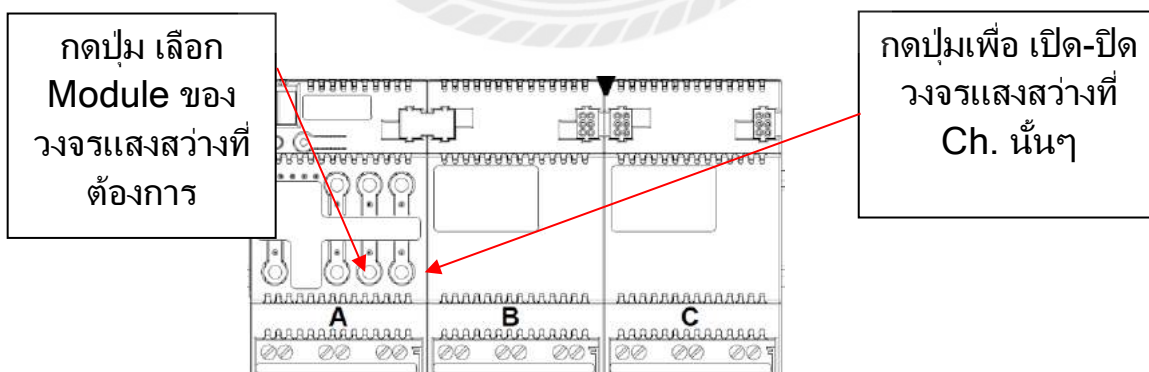 กดปุ่ม เลือก
Module ของ
วงจรแสงสว่างที่
ต้องการ
กดปุ่มเพื่อ เปิด-ปิด
วงจรแสงสว่างที่
Ch. นั้นๆ
A
B
C